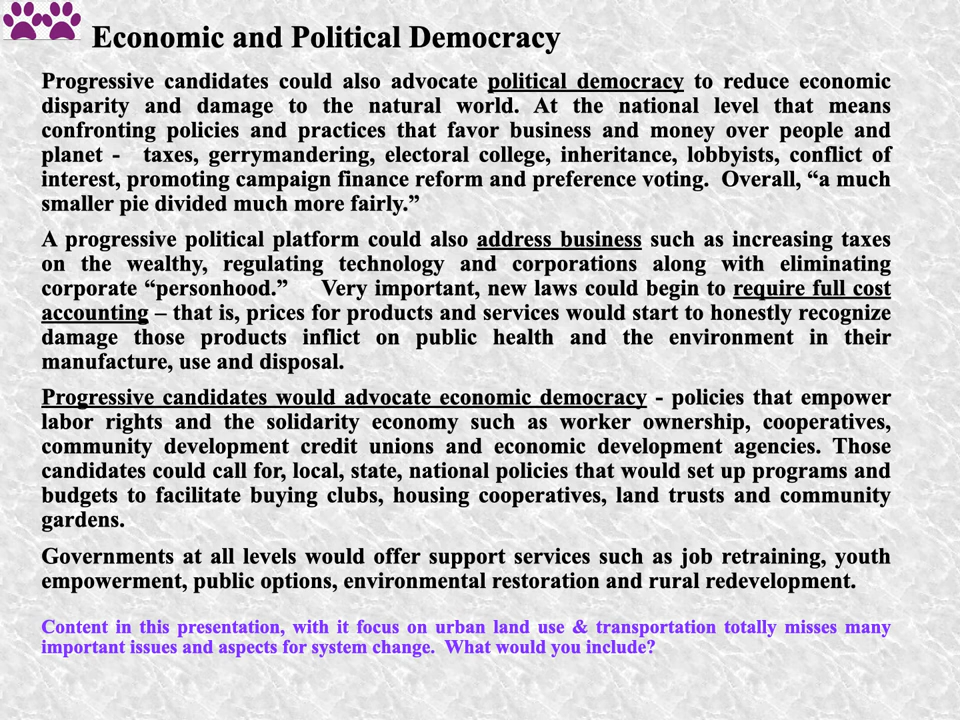 Economic and Political Democracy
Progressive candidates could also advocate political democracy to reduce economic
disparity and damage to the natural world. At the national level that means
confronting policies and practices that favor business and money over people and
planet - taxes, gerrymandering, electoral college, inheritance, lobbyists, conflict of
interest, promoting campaign finance reform and preference voting. Overall, “a much
smaller pie divided much more fairly.”
A progressive political platform could also address business such as increasing taxes
on the wealthy, regulating technology and corporations along with eliminating
corporate “personhood.” Very important, new laws could begin to require full cost
accounting – that is, prices for products and services would start to honestly recognize
damage those products inflict on public health and the environment in their
manufacture, use and disposal.
Progressive candidates would advocate economic democracy - policies that empower
labor rights and the solidarity economy such as worker ownership, cooperatives,
community development credit unions and economic development agencies. Those
candidates could call for, local, state, national policies that would set up programs and
budgets to facilitate buying clubs, housing cooperatives, land trusts and community
gardens.
Governments at all levels would offer support services such as job retraining, youth
empowerment, public options, environmental restoration and rural redevelopment.
Content in this presentation, with it focus on urban land use & transportation totally misses many
important issues and aspects for system change. What would you include?